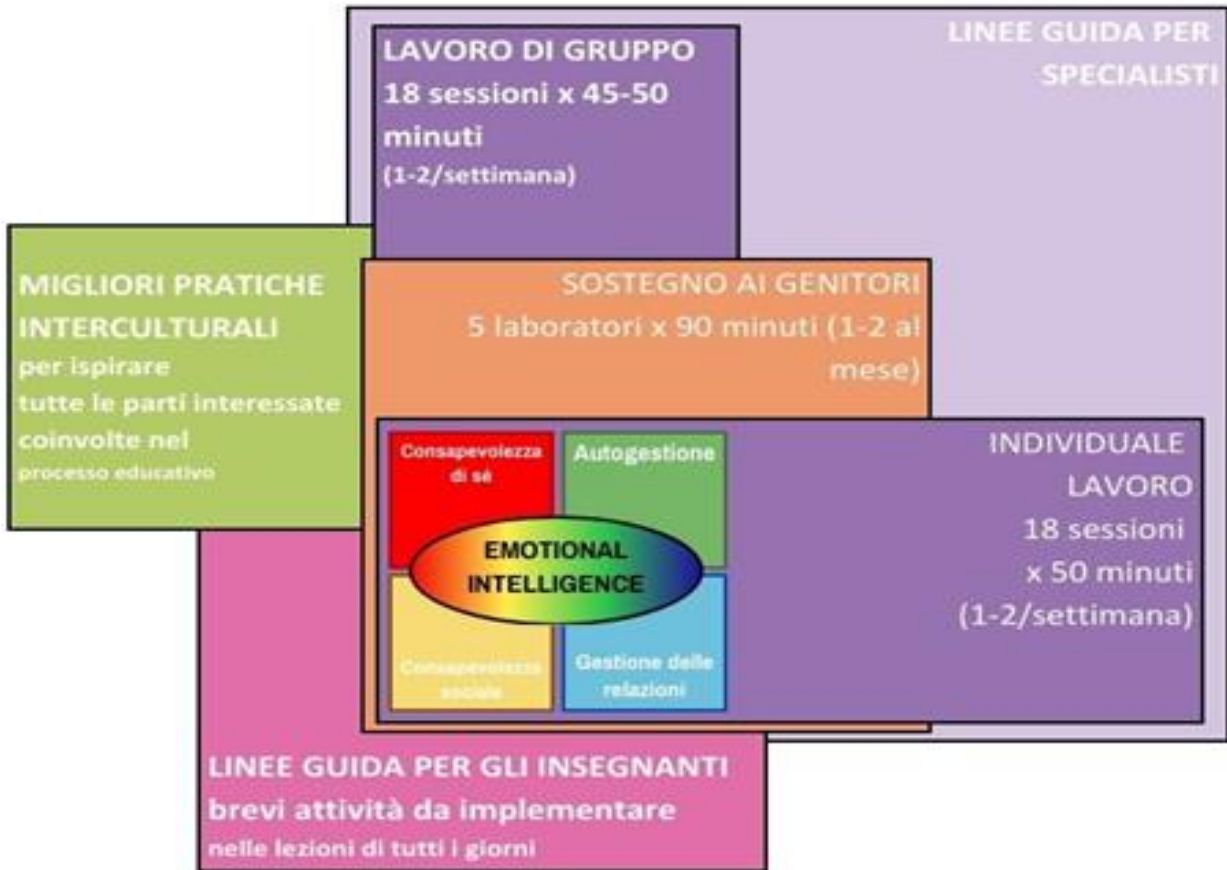 LINEE GUIDA PER
SPECIALISTI
LAVORO DI GRUPPO
18 sessioni x 45-50
minuti
(1-2/settimana)
MIGLIORI PRATICHE
INTERCULTURALI
per ispirare
tutte le parti interessate
coinvolte nel
processo educativo
SOSTEGNO AI GENITORI
5 laboratori x 90 minuti (1-2 al
mese)
Consapevolezza
di sé
Autogestione
EMOTIONAL
INTELLIGENCE
Consapevolezza
sociale
Gestione delle
relazioni
INDIVIDUALE
LAVORO
18 sessioni
x 50 minuti
(1-2/settimana)
LINEE GUIDA PER GLI INSEGNANTI
brevi attività da implementare
nelle lezioni di tutti i giorni